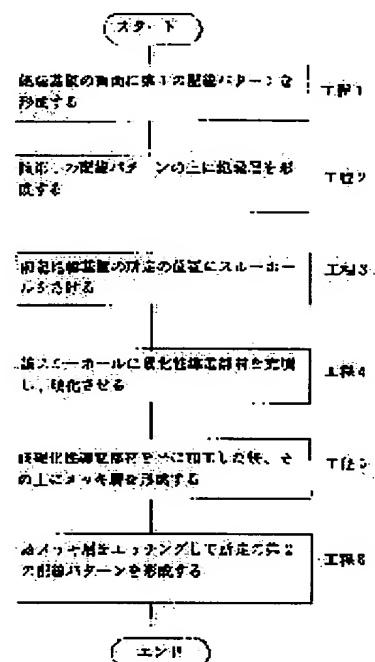 スタート
絶縁基板の両面に第1の配線パターンを
形成する
工程1
の配線パターンの上に絶縁層を形
成する
工程2
前記絶縁基板の所定の位置にスルーホー
ルをあける
工程3
該スルーホールに硬化性導電部材を充填
し、硬化させる
工程4
該硬化性導電部材を平に加工した後、そ
の上にメッキ層を形成する
工程5
該メッキ層をエッチングして所定の第2
の配線パターンを形成する
工程6
エンド